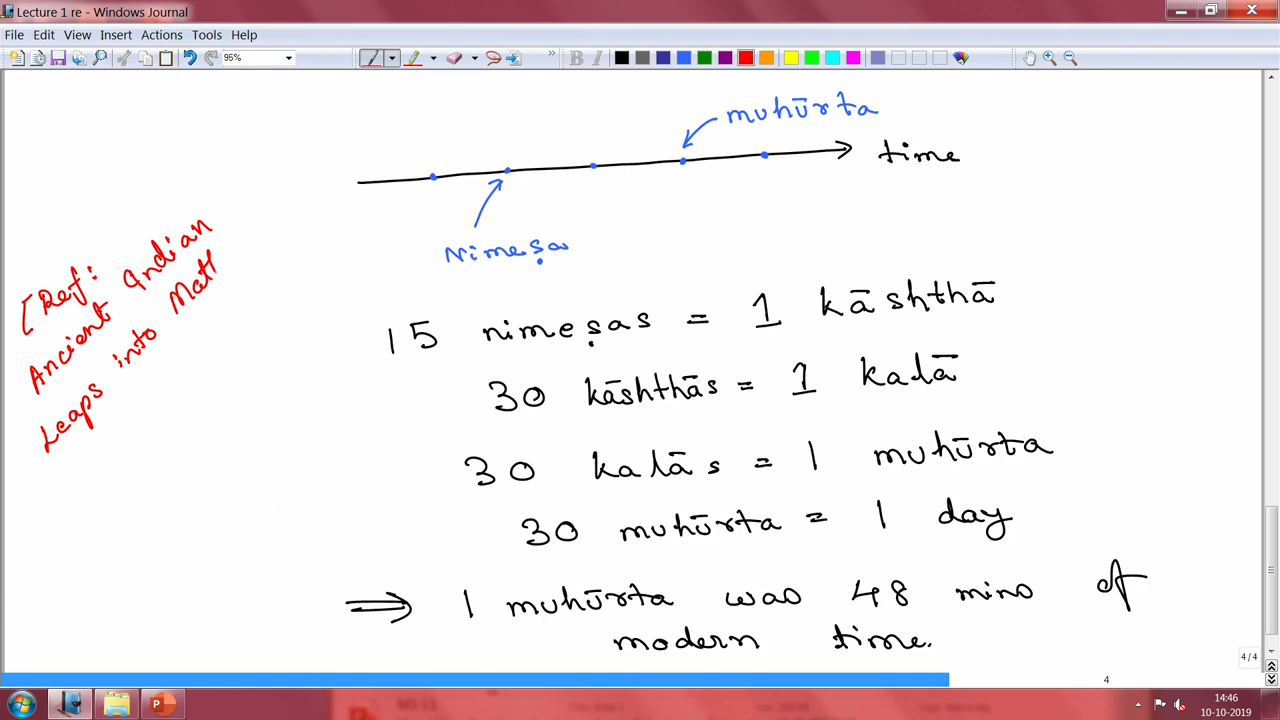 Lecture 1 re - Windows Journal
File Edit View Insert Actions Tools Help
95%
muhūrta
time
Nimeṣa
[Ref:
Ancient Indian
Leaps into Math
15 nimeṣas = 1 kāshthā
30 kāshthās = 1 kalā
30 kalās = 1 muhūrta
30 muhūrta = 1 day
⟹ 1 muhūrta was 48 mins of
modern time.
4/4
4
14:46
10-10-2019